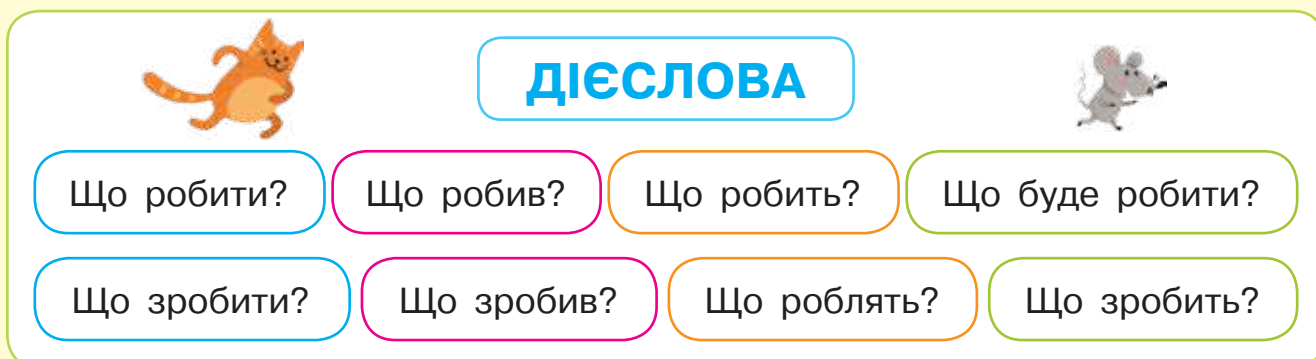 ДІЄСЛОВА
Що робити? Що робив? Що робить? Що буде робити?
Що зробити? Що зробив? Що роблять? Що зробить?